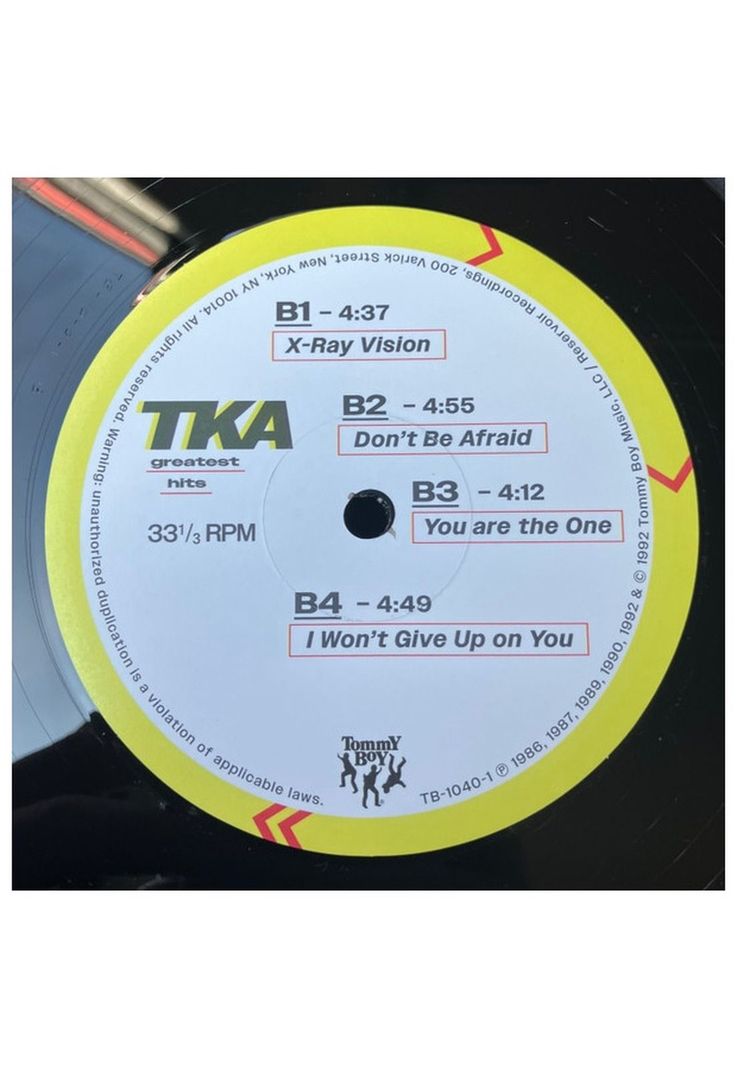 B1 – 4:37
X-Ray Vision
TKA
greatest
hits
33 1/3 RPM
B2 – 4:55
Don't Be Afraid
B3 – 4:12
You are the One
B4 – 4:49
I Won't Give Up on You
TommY
BOY
®
TB-1040-1 ℗ 1986, 1987, 1989, 1990, 1992 & © 1992 Tommy Boy Music, LLC / Reservoir Recordings, 200 Varick Street, New York, NY 10014. All rights reserved. Warning: unauthorized duplication is a violation of applicable laws.